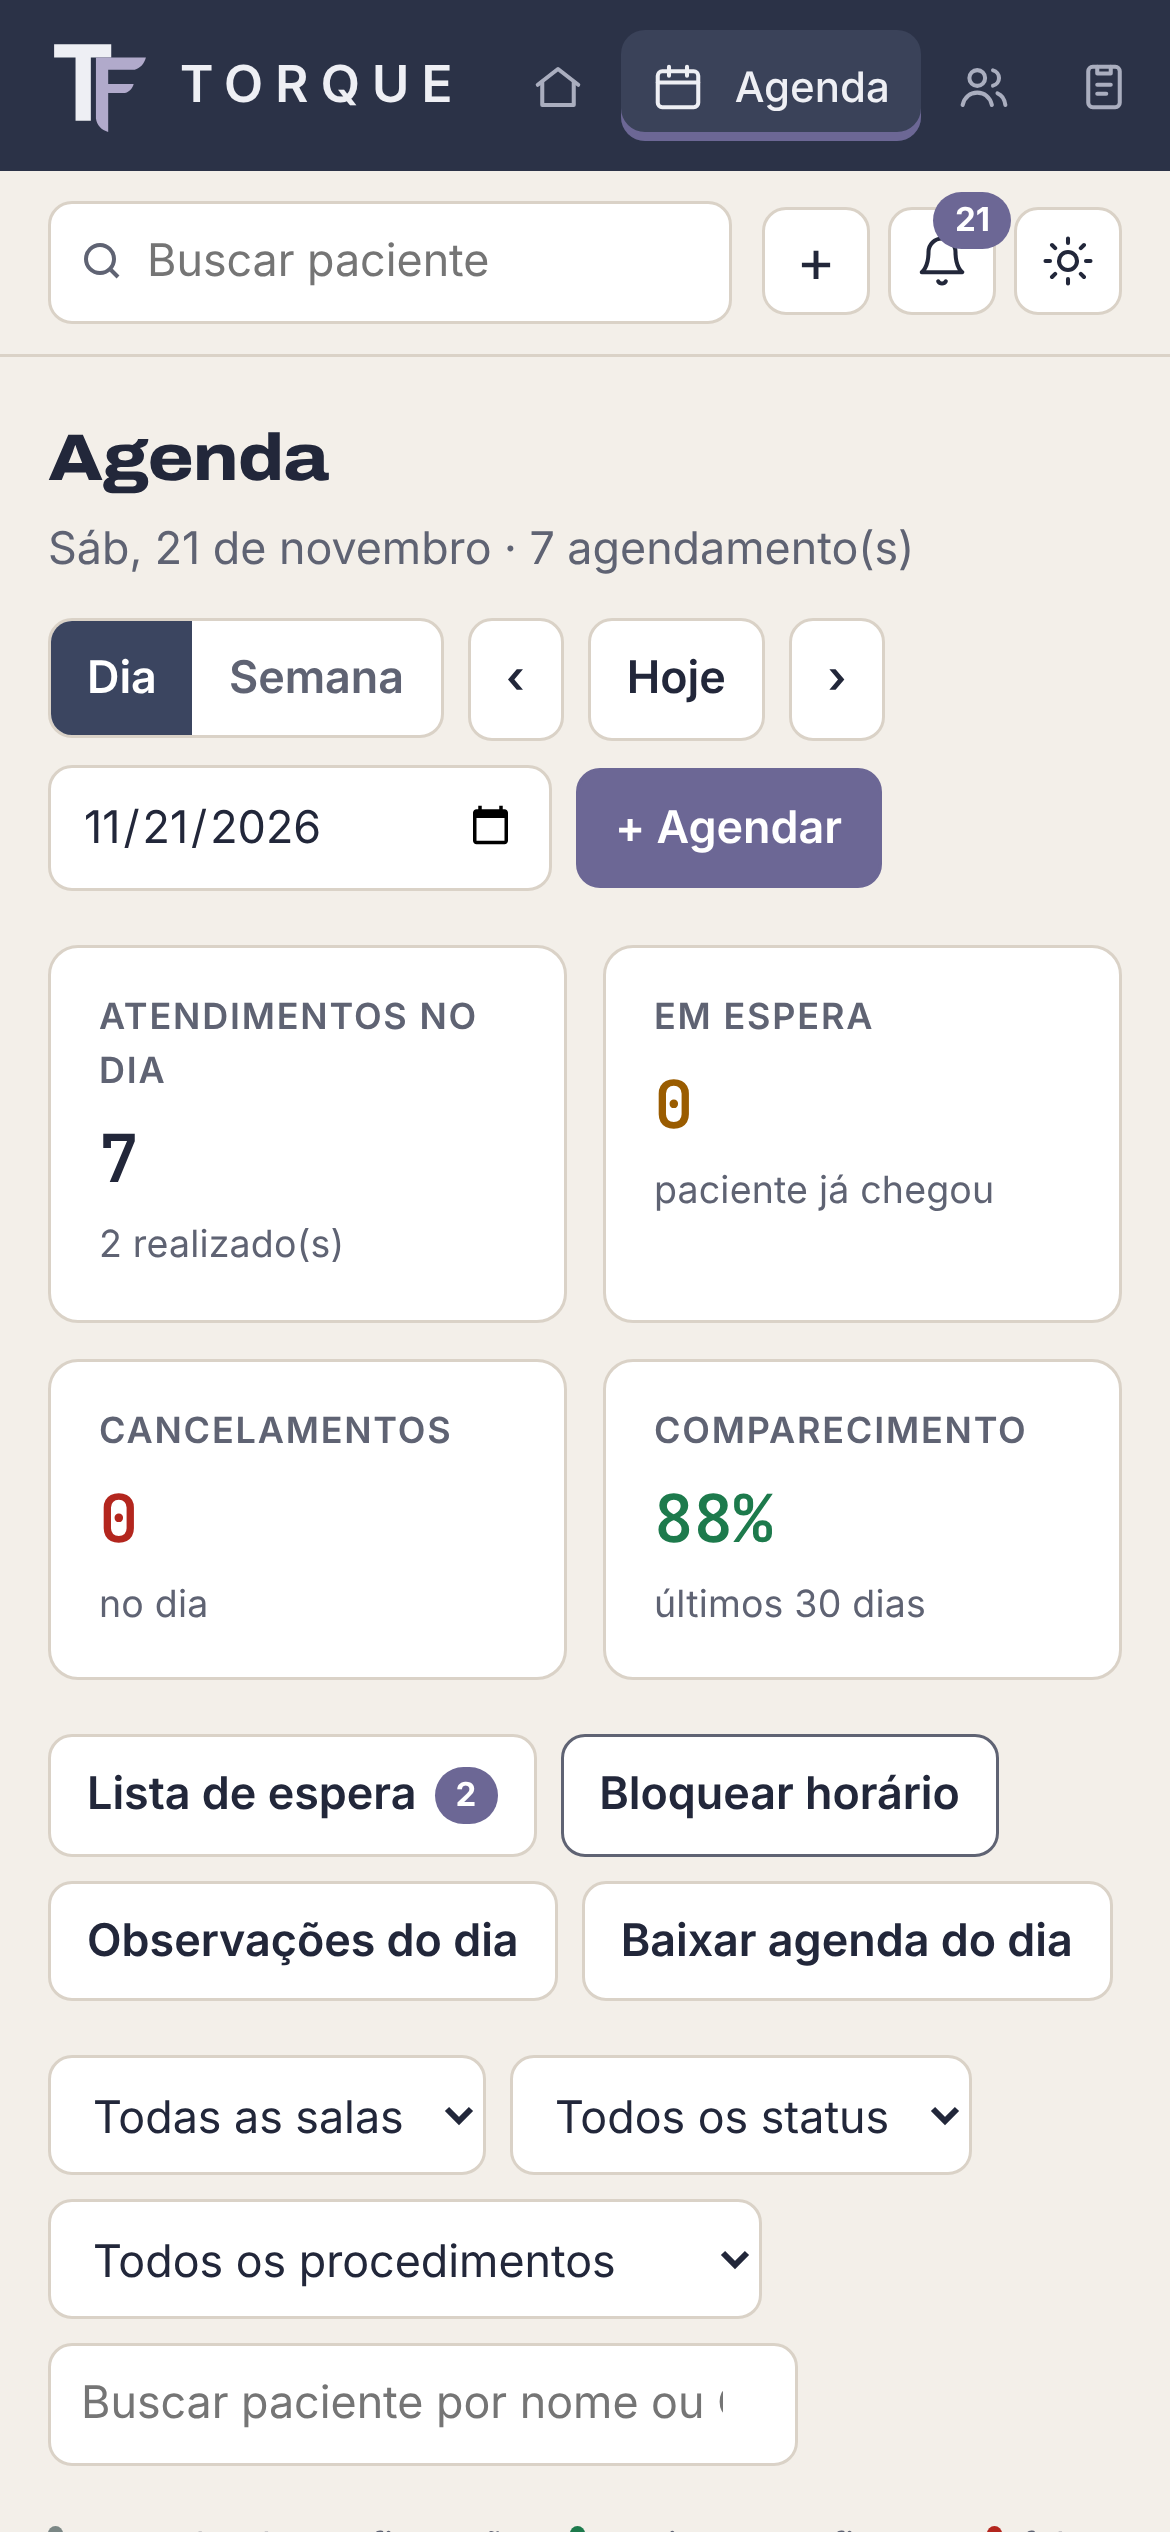 TF TORQUE Agenda
Buscar paciente + 21
Agenda
Sáb, 21 de novembro · 7 agendamento(s)
Dia Semana ‹ Hoje ›
11/21/2026 + Agendar
ATENDIMENTOS NO
DIA
7
2 realizado(s)
EM ESPERA
0
paciente já chegou
CANCELAMENTOS
0
no dia
COMPARECIMENTO
88%
últimos 30 dias
Lista de espera 2 Bloquear horário
Observações do dia Baixar agenda do dia
Todas as salas Todos os status
Todos os procedimentos
Buscar paciente por nome ou